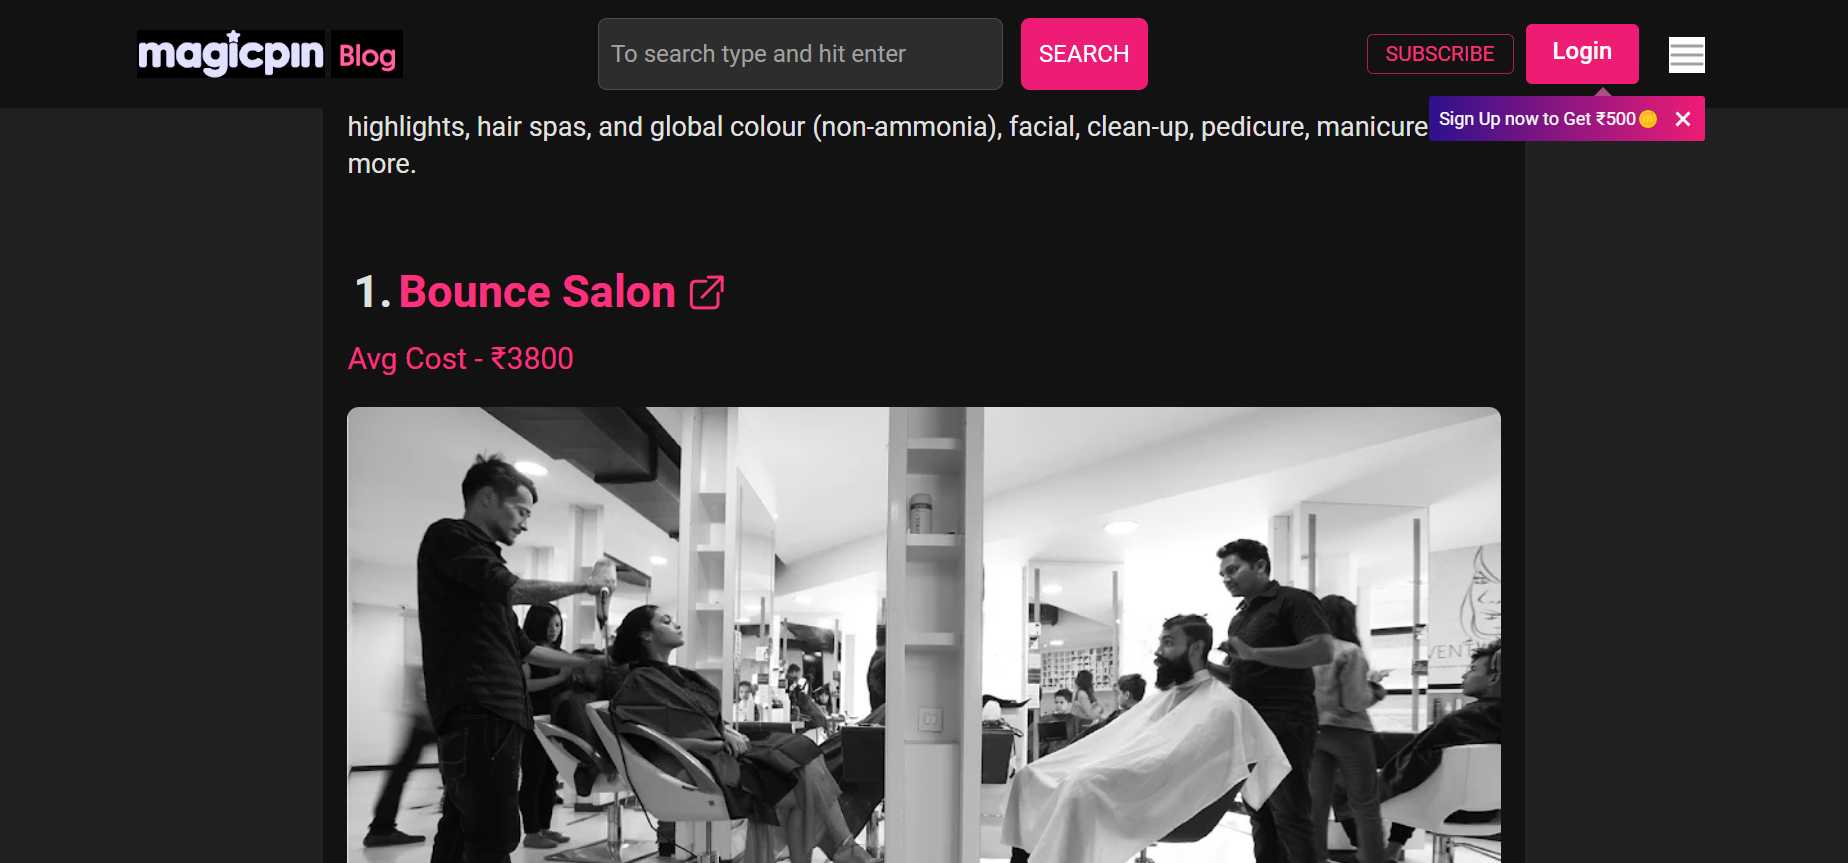 magicpin Blog
To search type and hit enter
SEARCH
SUBSCRIBE
Login
Sign Up now to Get ₹500
highlights, hair spas, and global colour (non-ammonia), facial, clean-up, pedicure, manicure
more.
1. Bounce Salon
Avg Cost - ₹3800
VENT